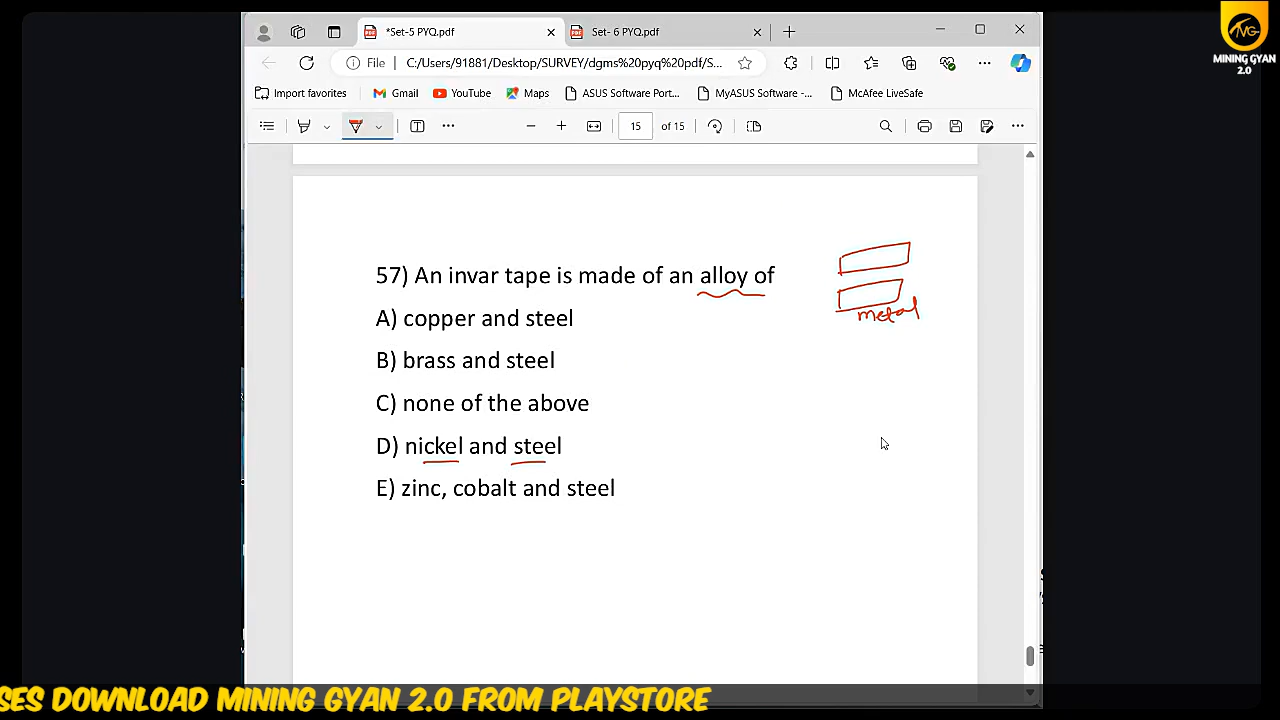 *Set-5 PYQ.pdf
Set- 6 PYQ.pdf
File
C:/Users/91881/Desktop/SURVEY/dgms%20pyq%20pdf/S...
Import favorites
Gmail
YouTube
Maps
ASUS Software Port...
MyASUS Software -...
McAfee LiveSafe
15 of 15
57) An invar tape is made of an alloy of
A) copper and steel
B) brass and steel
C) none of the above
D) nickel and steel
E) zinc, cobalt and steel
metal
MINING GYAN
2.0
SES DOWNLOAD MINING GYAN 2.0 FROM PLAYSTORE